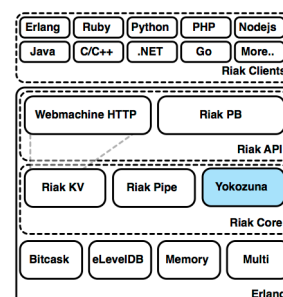 Erlang Ruby Python PHP Nodejs
Java C/C++ .NET Go More..
Riak Clients
Webmachine HTTP Riak PB
Riak API
Riak KV Riak Pipe Yokozuna
Riak Core
Bitcask eLevelDB Memory Multi
Erlang